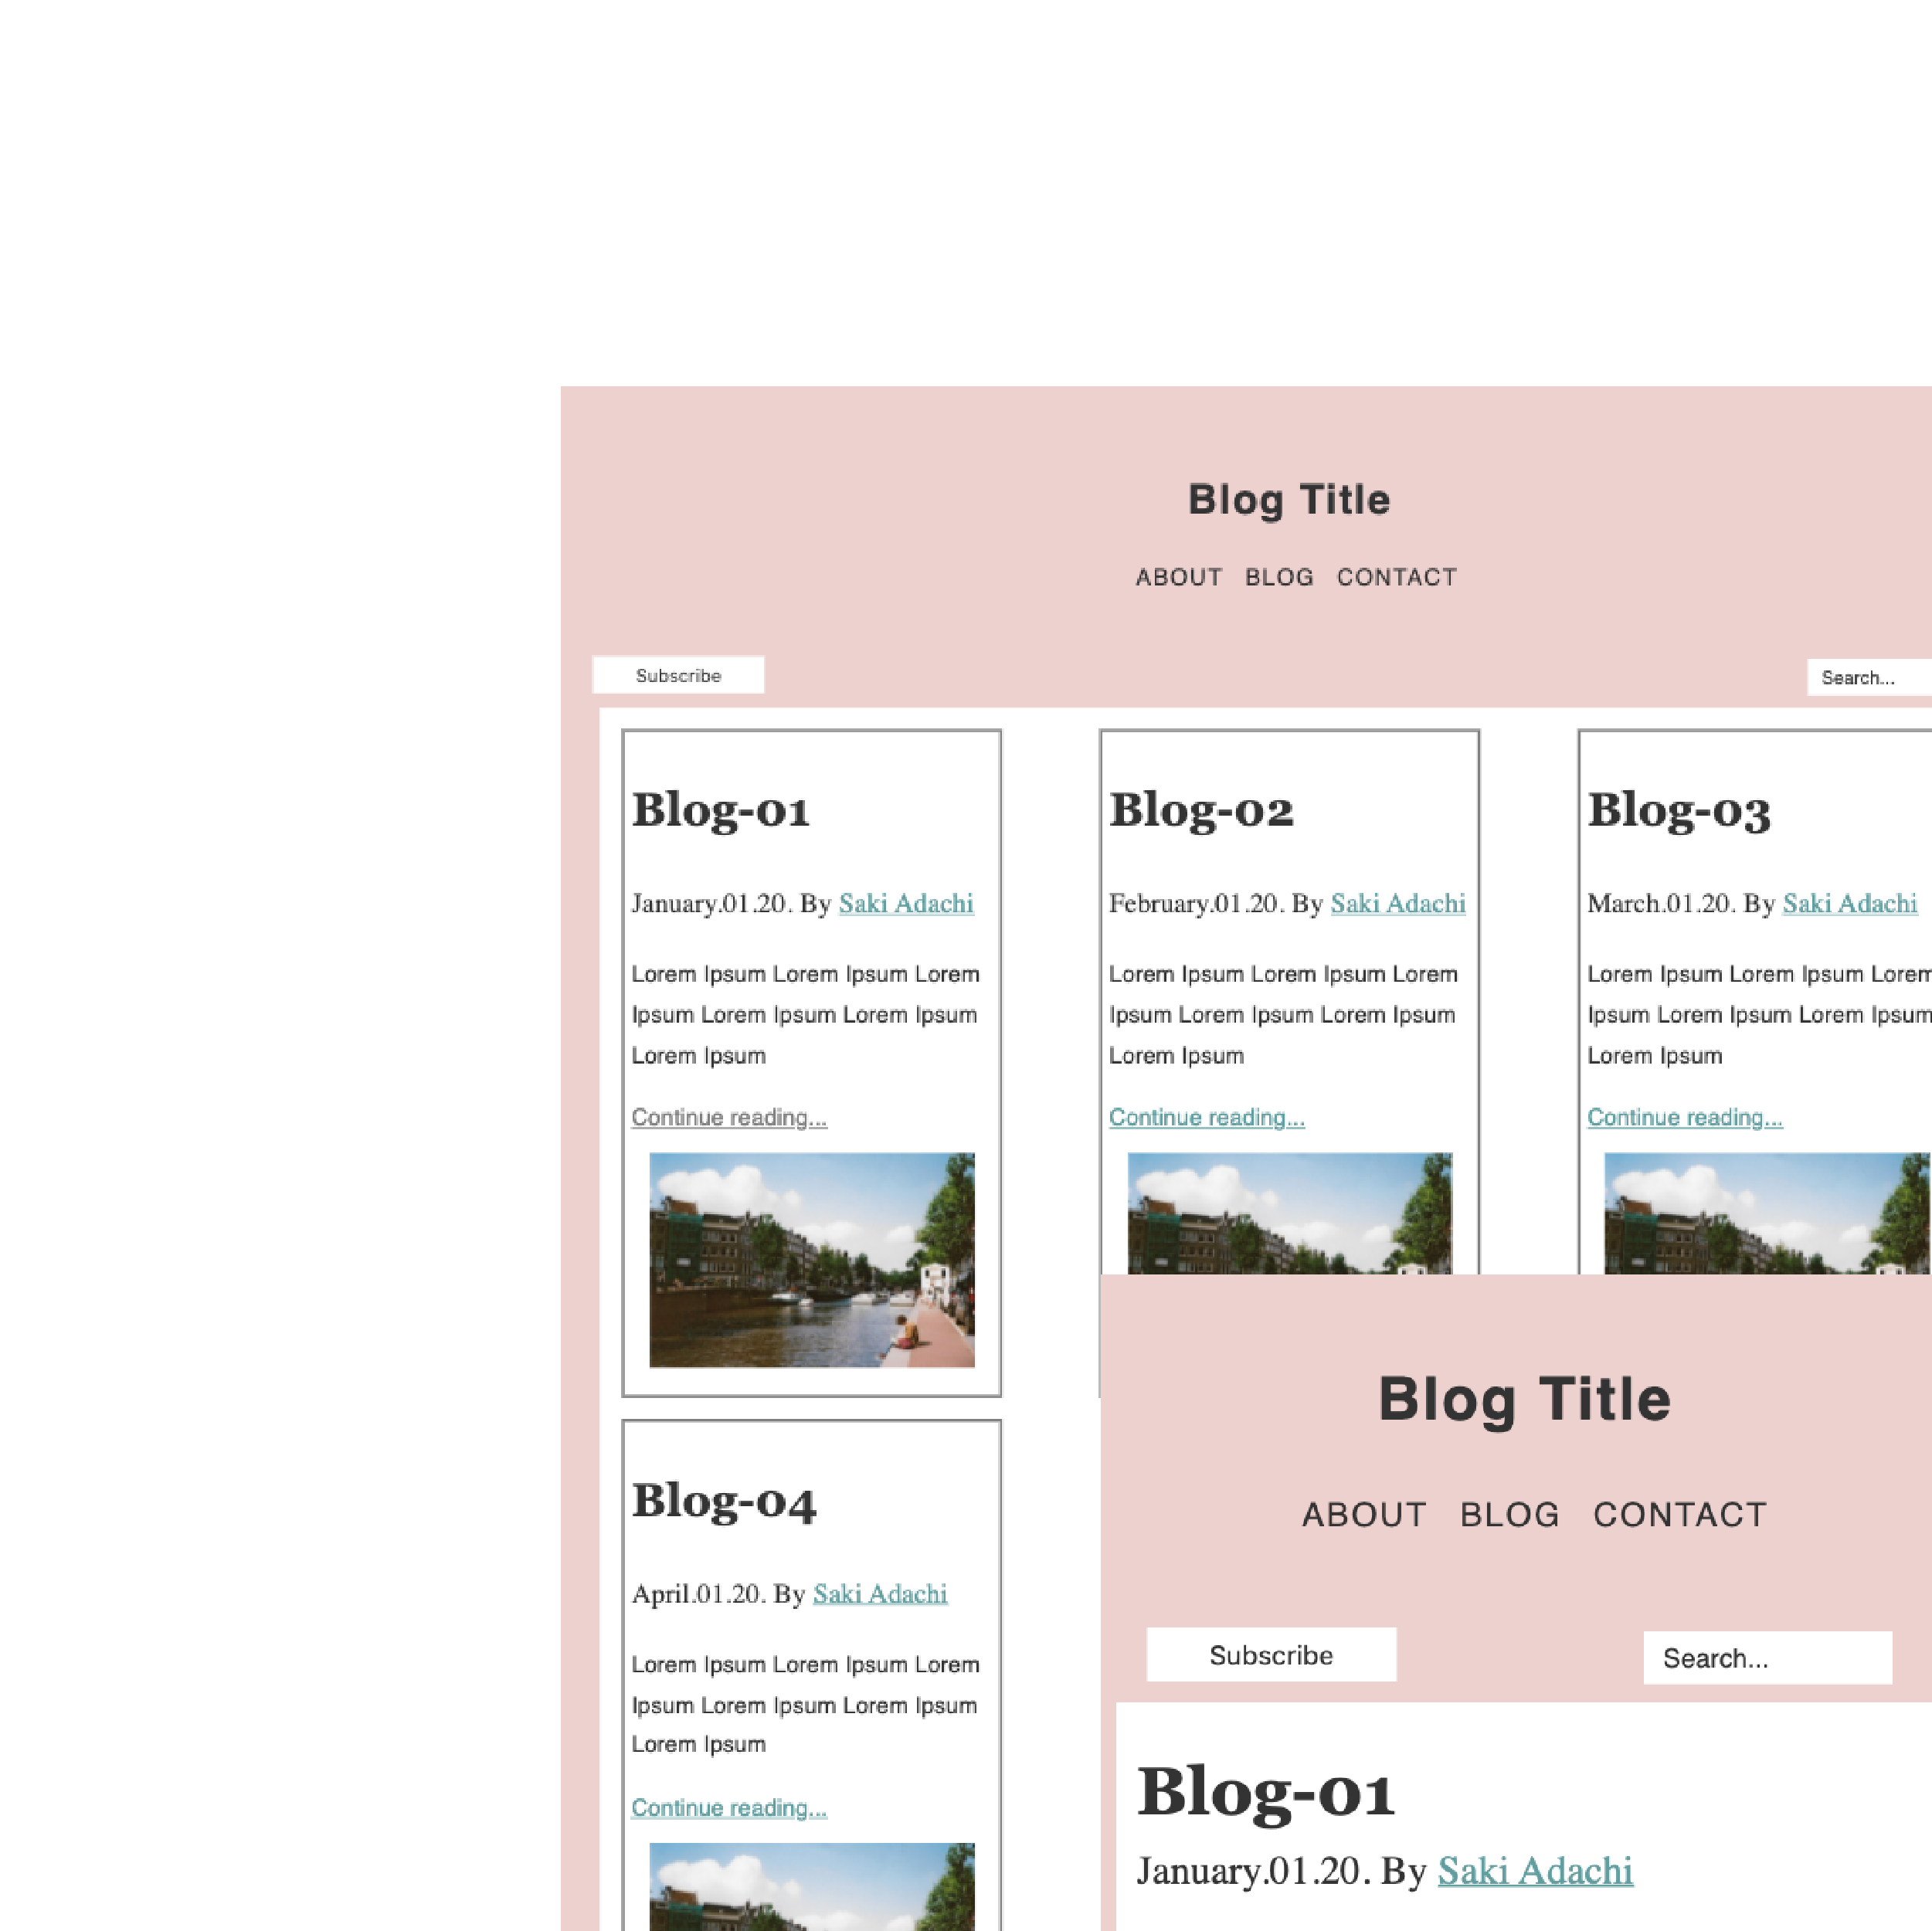 Blog Title
ABOUT BLOG CONTACT
Subscribe
Search...
Blog-01
January.01.20. By Saki Adachi
Lorem Ipsum Lorem Ipsum Lorem
Ipsum Lorem Ipsum Lorem Ipsum
Lorem Ipsum
Continue reading...
Blog-02
February.01.20. By Saki Adachi
Lorem Ipsum Lorem Ipsum Lorem
Ipsum Lorem Ipsum Lorem Ipsum
Lorem Ipsum
Continue reading...
Blog-03
March.01.20. By Saki Adachi
Lorem Ipsum Lorem Ipsum Lorem
Ipsum Lorem Ipsum Lorem Ipsum
Lorem Ipsum
Continue reading...
Blog-04
April.01.20. By Saki Adachi
Lorem Ipsum Lorem Ipsum Lorem
Ipsum Lorem Ipsum Lorem Ipsum
Lorem Ipsum
Continue reading...
Blog Title
ABOUT BLOG CONTACT
Subscribe
Search...
Blog-01
January.01.20. By Saki Adachi